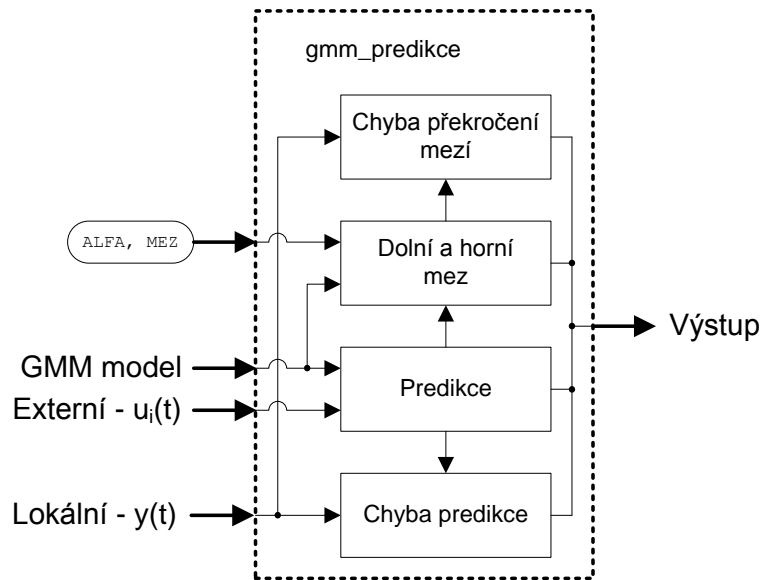 gmm_predikce
Chyba překročení
mezí
ALFA, MEZ
Dolní a horní
mez
Výstup
GMM model
Predikce
Externí - uᵢ(t)
Lokální - y(t)
Chyba predikce